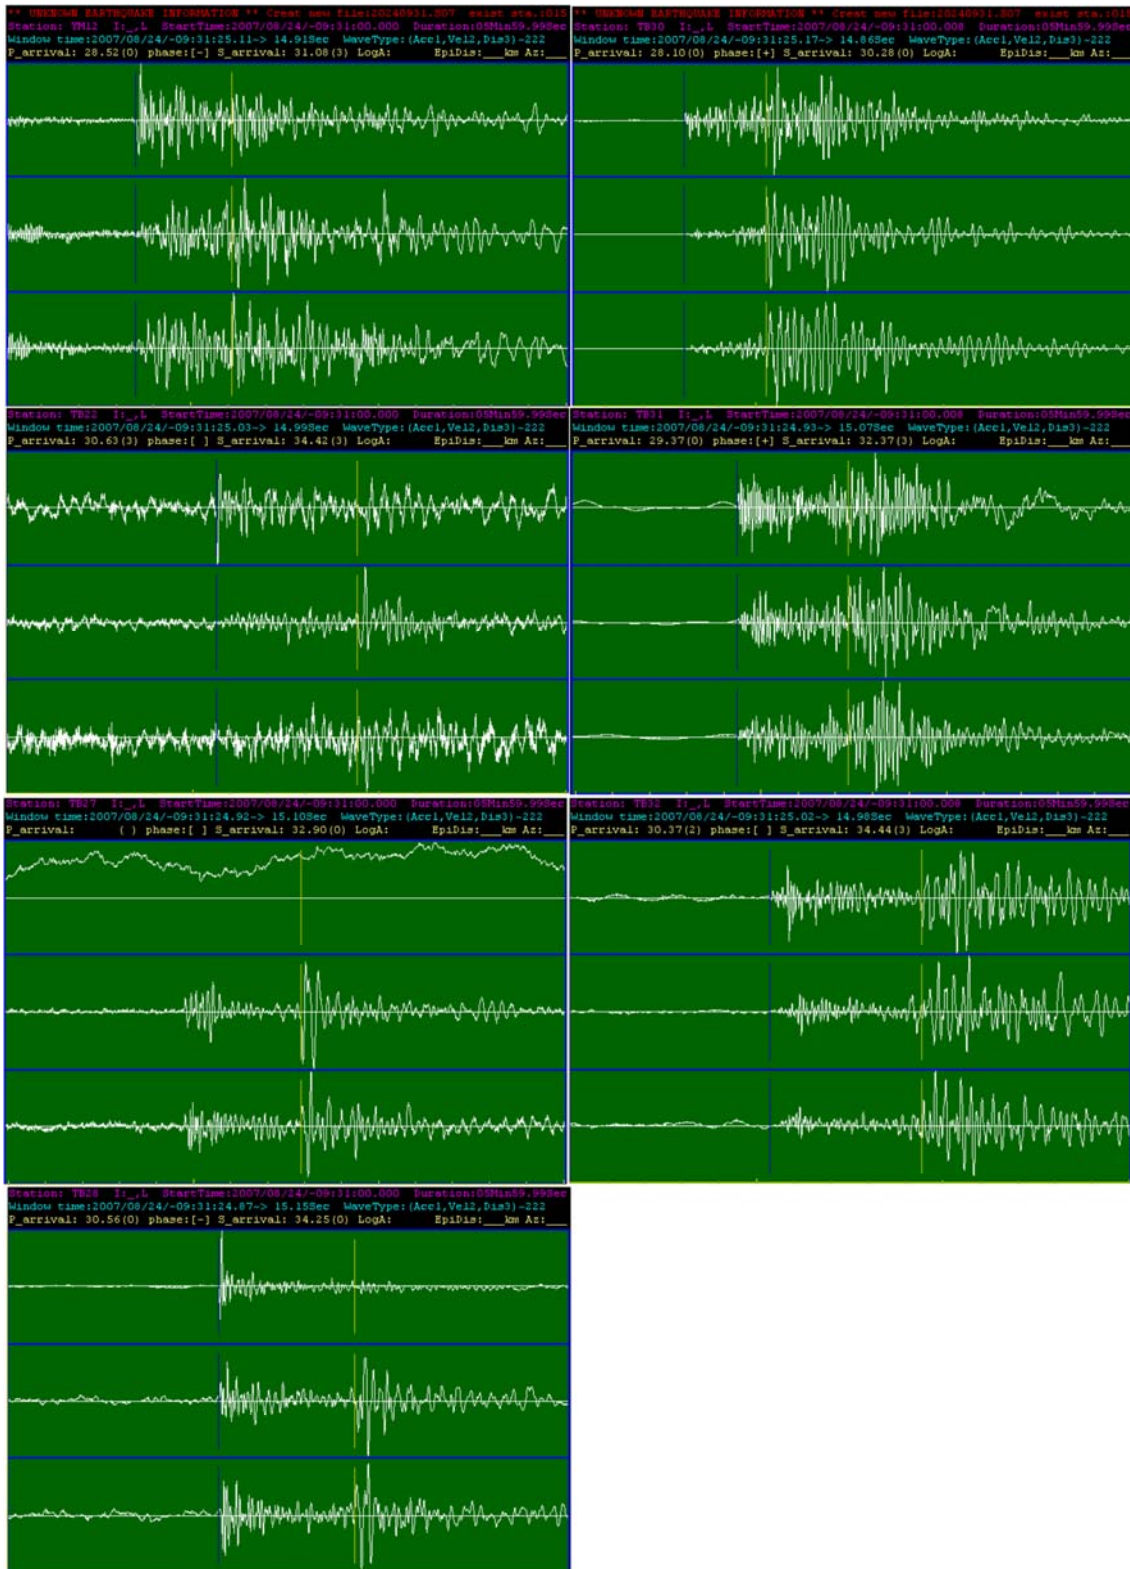 ** UNKNOWN EARTHQUAKE INFORMATION ** Creat new file:20240931.S07 exist sta.:015
Station: YM12 I:_,L StartTime:2007/08/24/-09:31:00.000 Duration:05Min59.99Sec
Window time:2007/08/24/-09:31:25.11-> 14.91Sec WaveType:(Acc1,Vel2,Dis3)-222
P_arrival: 28.52(0) phase:[-] S_arrival: 31.08(3) LogA: EpiDis:___km Az:___
** UNKNOWN EARTHQUAKE INFORMATION ** Creat new file:20240931.S07 exist sta.:015
Station: TB30 I:_,L StartTime:2007/08/24/-09:31:00.008 Duration:05Min59.99Sec
Window time:2007/08/24/-09:31:25.17-> 14.86Sec WaveType:(Acc1,Vel2,Dis3)-222
P_arrival: 28.10(0) phase:[+] S_arrival: 30.28(0) LogA: EpiDis:___km Az:___
Station: TB22 I:_,L StartTime:2007/08/24/-09:31:00.000 Duration:05Min59.99Sec
Window time:2007/08/24/-09:31:25.03-> 14.99Sec WaveType:(Acc1,Vel2,Dis3)-222
P_arrival: 30.63(3) phase:[ ] S_arrival: 34.42(3) LogA: EpiDis:___km Az:___
Station: TB31 I:_,L StartTime:2007/08/24/-09:31:00.008 Duration:05Min59.99Sec
Window time:2007/08/24/-09:31:24.93-> 15.07Sec WaveType:(Acc1,Vel2,Dis3)-222
P_arrival: 29.37(0) phase:[+] S_arrival: 32.37(3) LogA: EpiDis:___km Az:___
Station: TB27 I:_,L StartTime:2007/08/24/-09:31:00.000 Duration:05Min59.99Sec
Window time:2007/08/24/-09:31:24.92-> 15.10Sec WaveType:(Acc1,Vel2,Dis3)-222
P_arrival: ( ) phase:[ ] S_arrival: 32.90(0) LogA: EpiDis:___km Az:___
Station: TB32 I:_,L StartTime:2007/08/24/-09:31:00.008 Duration:05Min59.99Sec
Window time:2007/08/24/-09:31:25.02-> 14.98Sec WaveType:(Acc1,Vel2,Dis3)-222
P_arrival: 30.37(2) phase:[ ] S_arrival: 34.44(3) LogA: EpiDis:___km Az:___
Station: TB28 I:_,L StartTime:2007/08/24/-09:31:00.000 Duration:05Min59.99Sec
Window time:2007/08/24/-09:31:24.87-> 15.15Sec WaveType:(Acc1,Vel2,Dis3)-222
P_arrival: 30.56(0) phase:[-] S_arrival: 34.25(0) LogA: EpiDis:___km Az:___